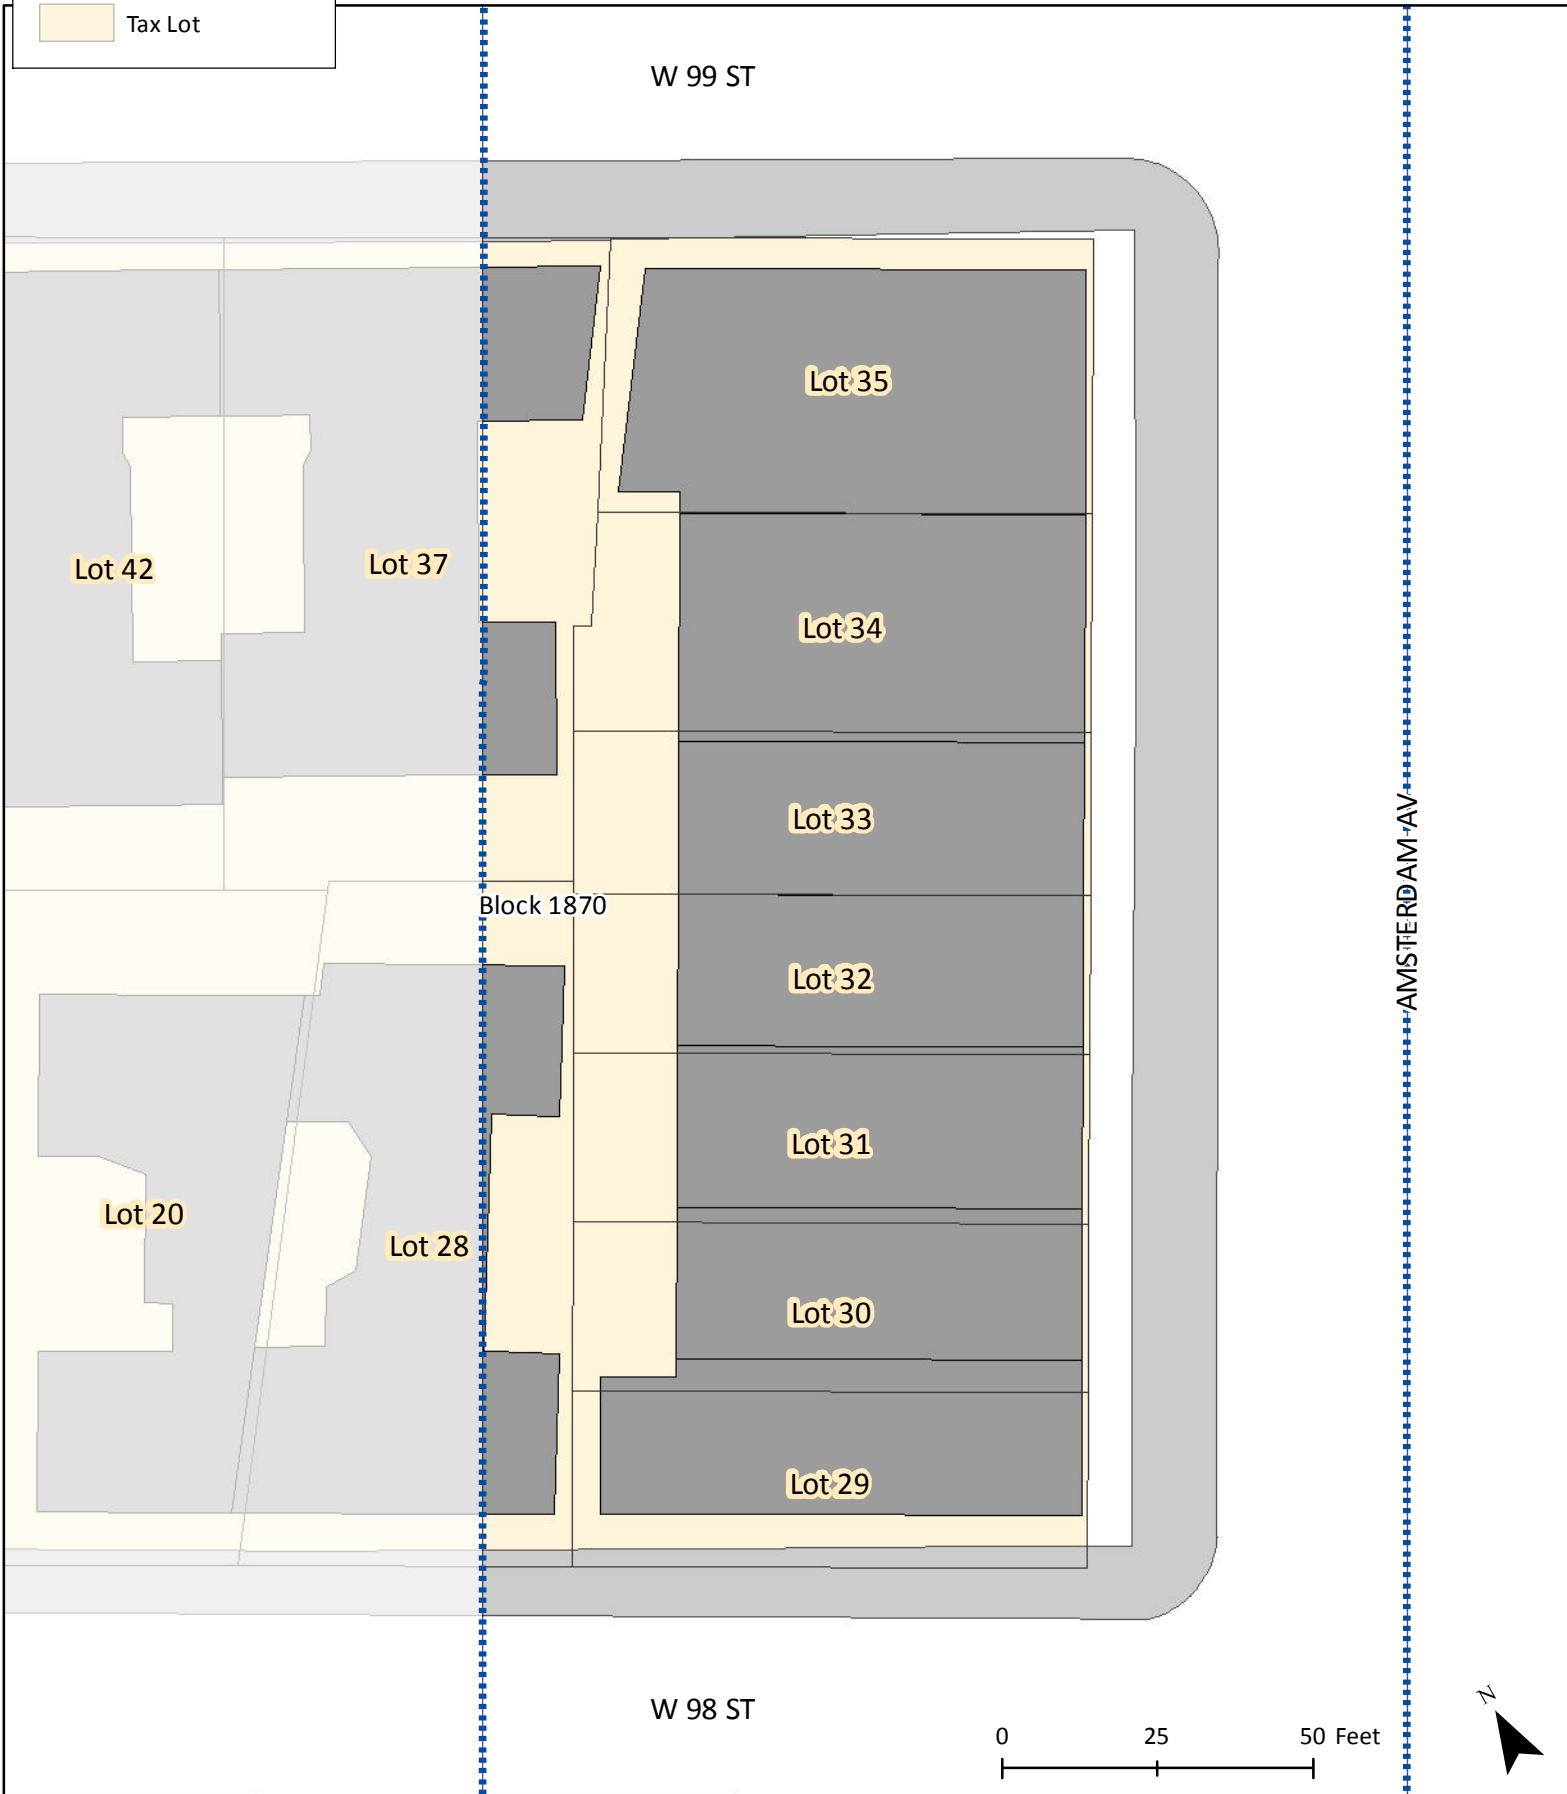 Tax Lot
W 99 ST
Lot 35
Lot 42
Lot 37
Lot 34
Lot 33
AMSTERDAM AV
Block 1870
Lot 32
Lot 31
Lot 20
Lot 28
Lot 30
Lot 29
W 98 ST
N
0 25 50 Feet